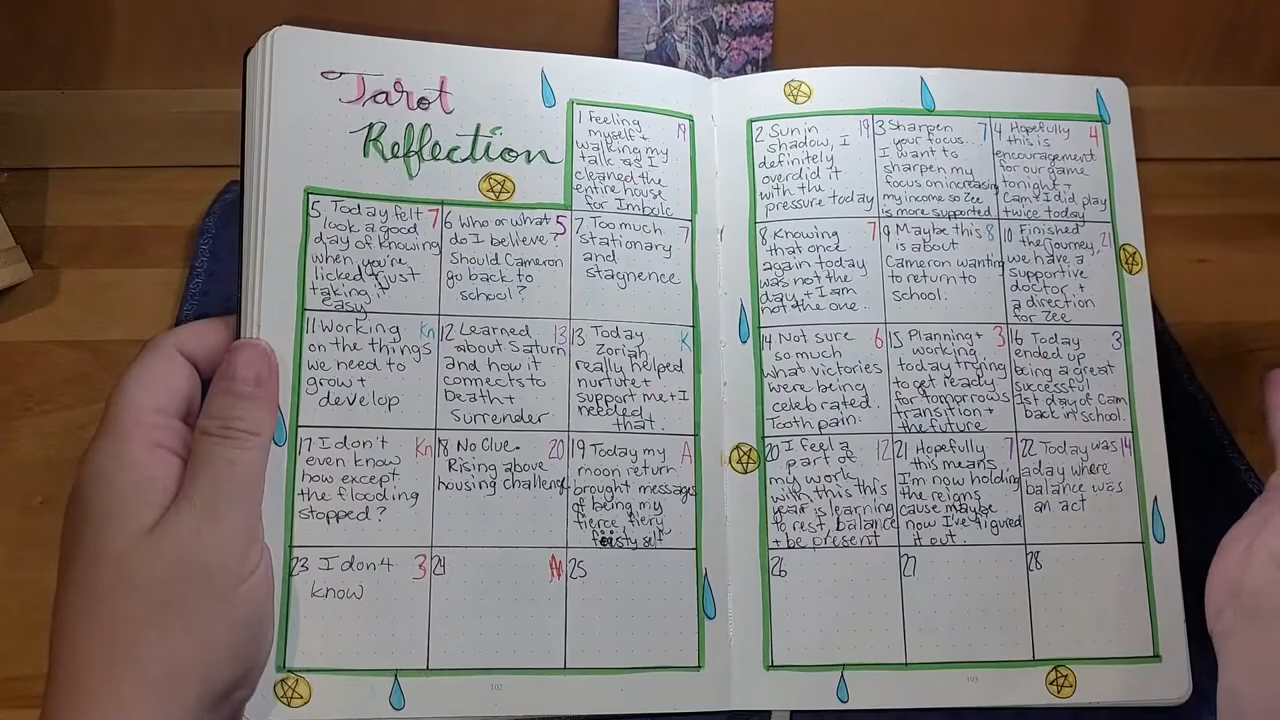 Tarot
Reflection
1 Feeling 19
myself +
walking my
talk as I
cleaned the
entire house
for Imbolc
2 Sun in 19
shadow, I
definitely
overdid it
with the
pressure today
3 Sharpen 7
your focus...
I want to
sharpen my
focus on increasing
my income so Zee
is more supported
4 Hopefully 4
this is
encouragement
for our game
tonight +
Cam + I did play
twice today
5 Today felt 7
look a good
day of knowing
when you're
licked + just
taking it
easy
6 Who or what 5
do I believe?
Should Cameron
go back to
school?
7 Too much 7
stationary
and
stagnence
8 Knowing 7
that once
again today
was not the
day + I am
not the one..
9 Maybe this 8
about
Cameron wanting
to return to
school.
10 Finished 21
the journey,
we have a
supportive
doctor +
a direction
for Zee
11 Working Kn
on the things
we need to
grow +
develop
12 Learned 13
about Saturn
and how it
connects to
Death +
Surrender
13 Today K
Zoriah
really helped
nurture +
support me + I
needed
that.
14 Not sure 6
so much
what victories
were being
celebrated.
Tooth pain.
15 Planning + 3
working
today trying
to get ready
for tomorrows
transition +
the future
16 Today 3
ended up
being a great
successful
1st day of Cam
back in school.
17 I don't Kn
even know
how except
the flooding
stopped?
18 No Clue. 20
Rising above
housing challenge
19 Today my A
moon return
brought messages
of being my
fierce fiery
feisty self
20 I feel a 12
part of
my work
with this this
year is learning
to rest, balance
+ be present
21 Hopefully 7
this means
I'm now holding
the reigns
cause maybe
now I've figured
it out.
22 Today was 14
a day where
balance was
an act
23 I don't 3
know
24
25
26
27
28
102
103